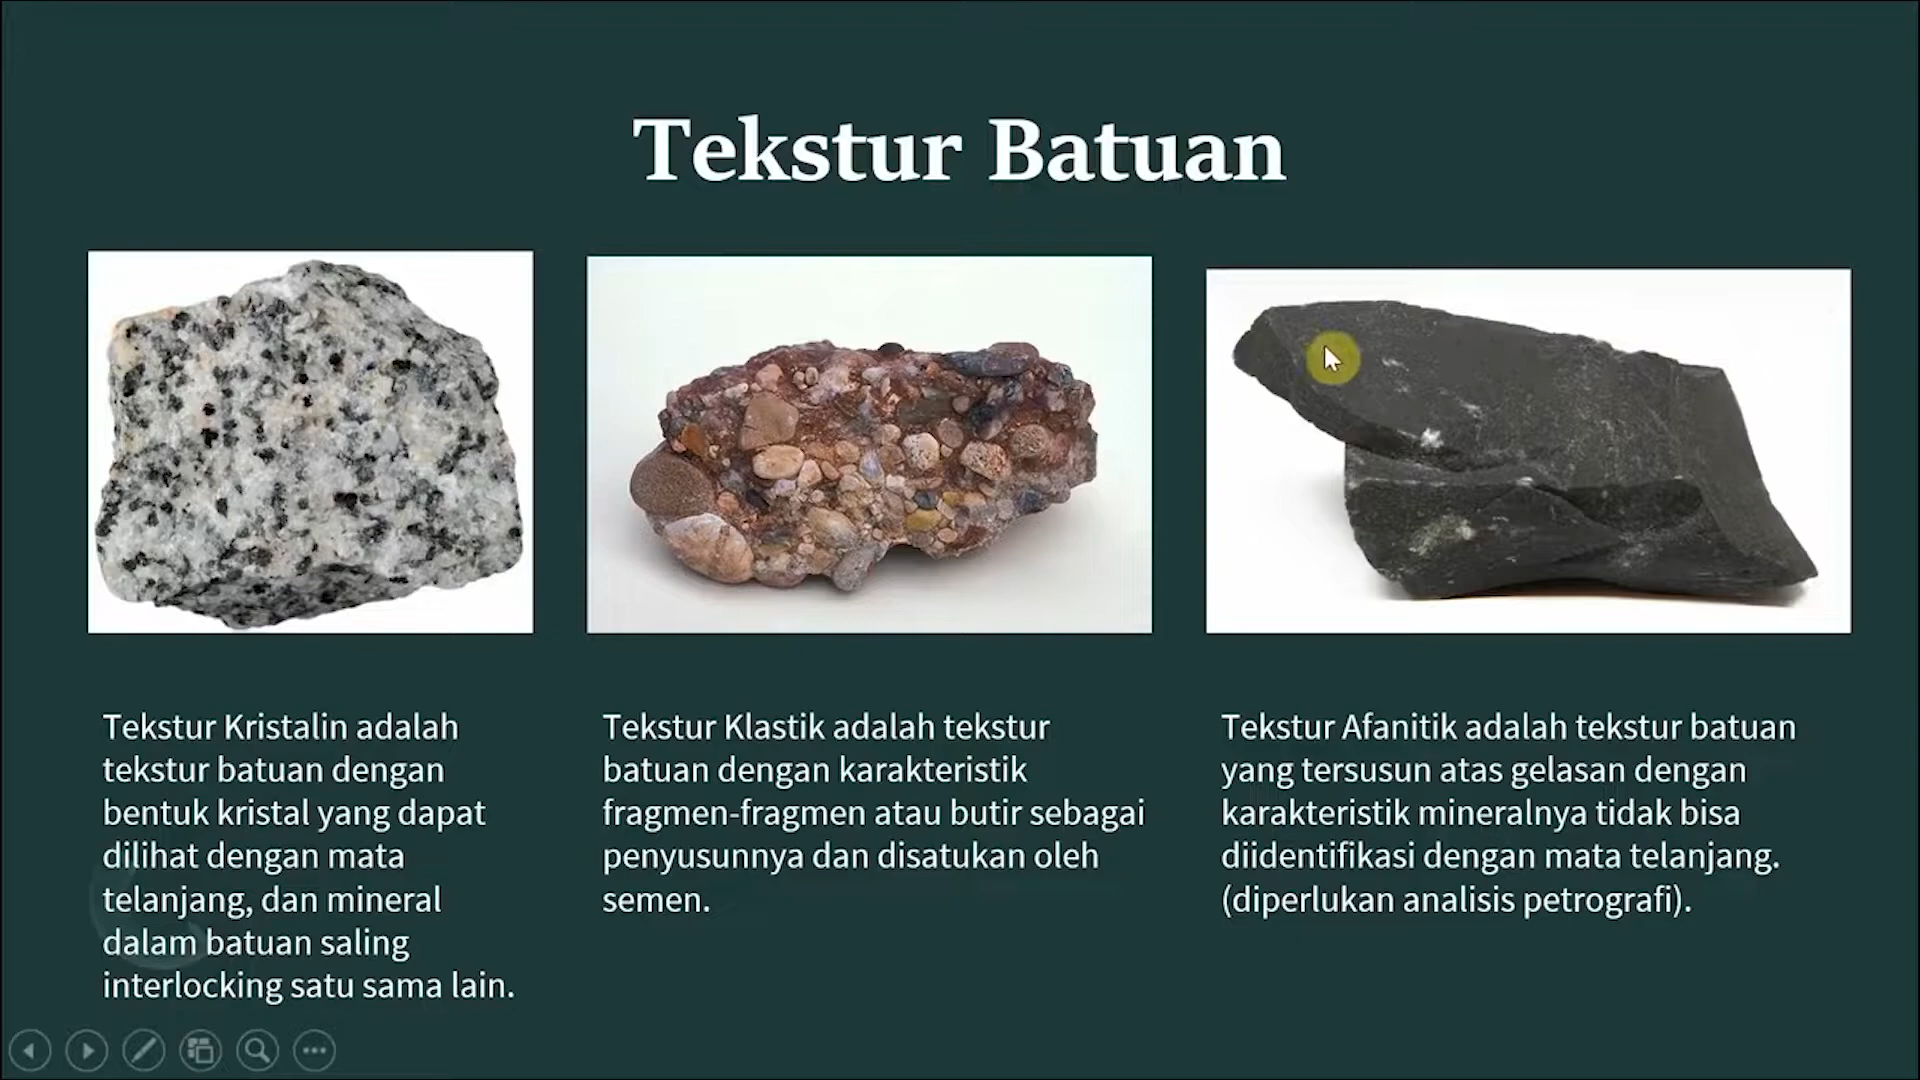 Tekstur Batuan
Tekstur Kristalin adalah
tekstur batuan dengan
bentuk kristal yang dapat
dilihat dengan mata
telanjang, dan mineral
dalam batuan saling
interlocking satu sama lain.
Tekstur Klastik adalah tekstur
batuan dengan karakteristik
fragmen-fragmen atau butir sebagai
penyusunnya dan disatukan oleh
semen.
Tekstur Afanitik adalah tekstur batuan
yang tersusun atas gelasan dengan
karakteristik mineralnya tidak bisa
diidentifikasi dengan mata telanjang.
(diperlukan analisis petrografi).